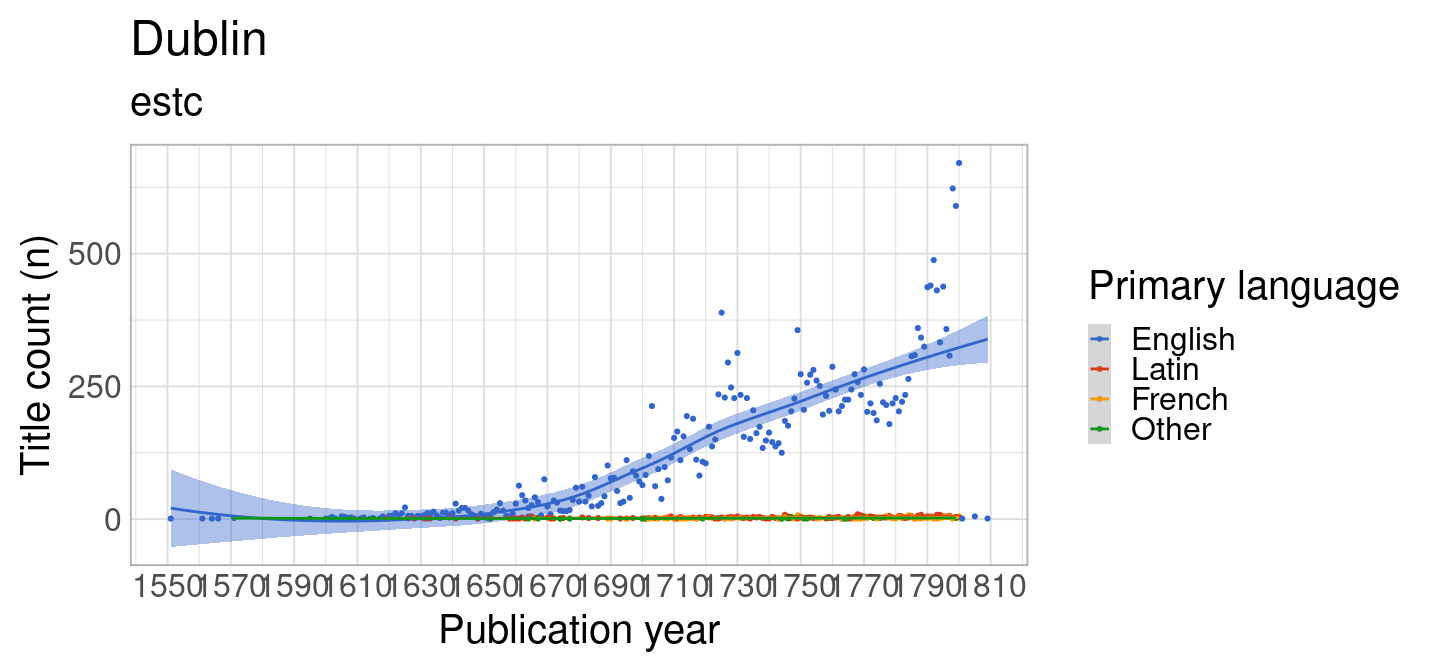 Dublin
estc
Title count (n)
500
250
0
1550 1570 1590 1610 1630 1650 1670 1690 1710 1730 1750 1770 1790 1810
Publication year
Primary language
English
Latin
French
Other